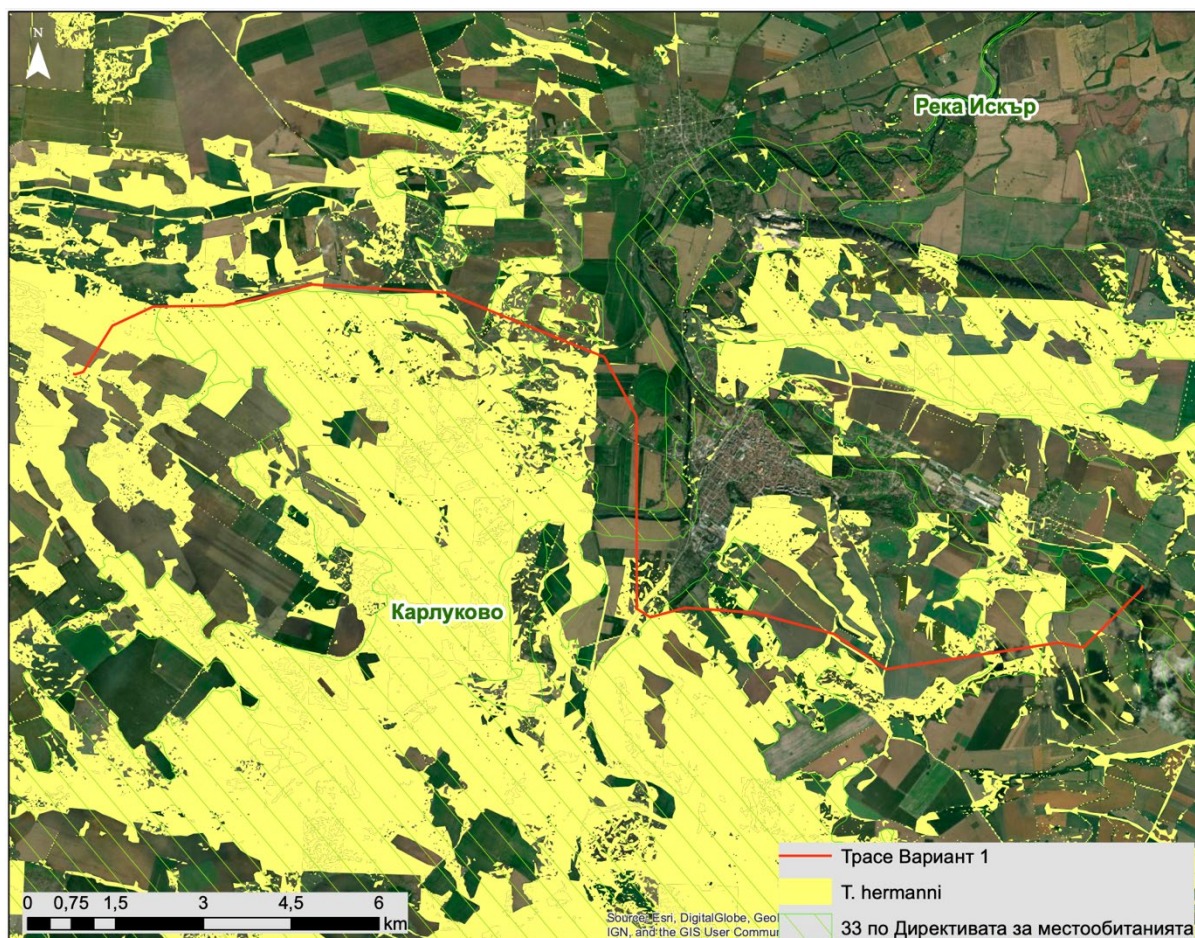 N
Река Искър
Карлуково
Трасе Вариант 1
T. hermanni
33 по Директивата за местообитанията
0 0,75 1,5 3 4,5 6
km
Source: Esri, DigitalGlobe, GeoI
IGN, and the GIS User Commun